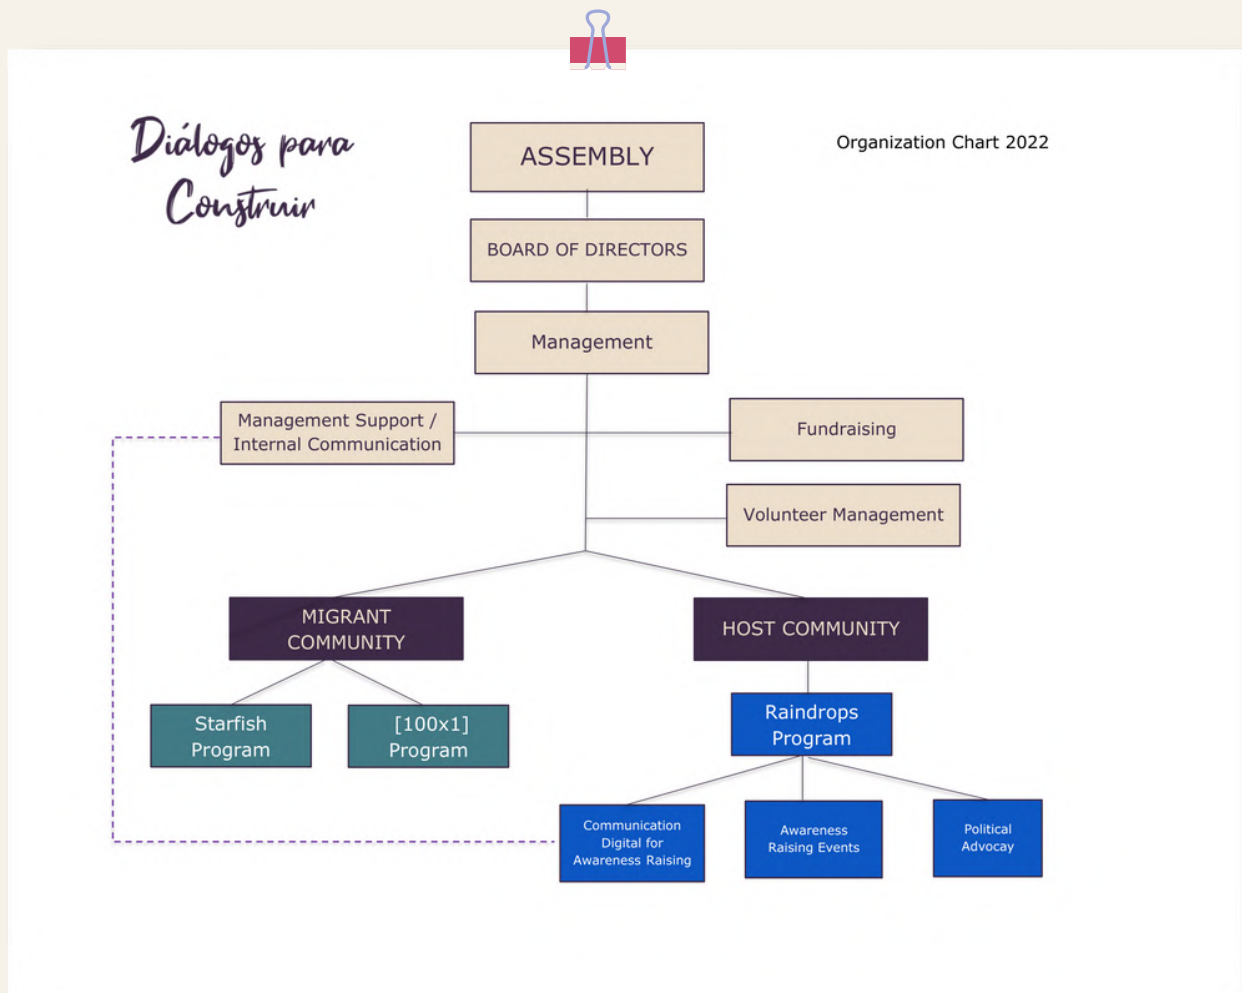 Diálogos para
Construir
Organization Chart 2022
ASSEMBLY
BOARD OF DIRECTORS
Management
Management Support /
Internal Communication
Fundraising
Volunteer Management
MIGRANT
COMMUNITY
HOST COMMUNITY
Starfish
Program
[100x1]
Program
Raindrops
Program
Communication
Digital for
Awareness Raising
Awareness
Raising Events
Political
Advocay